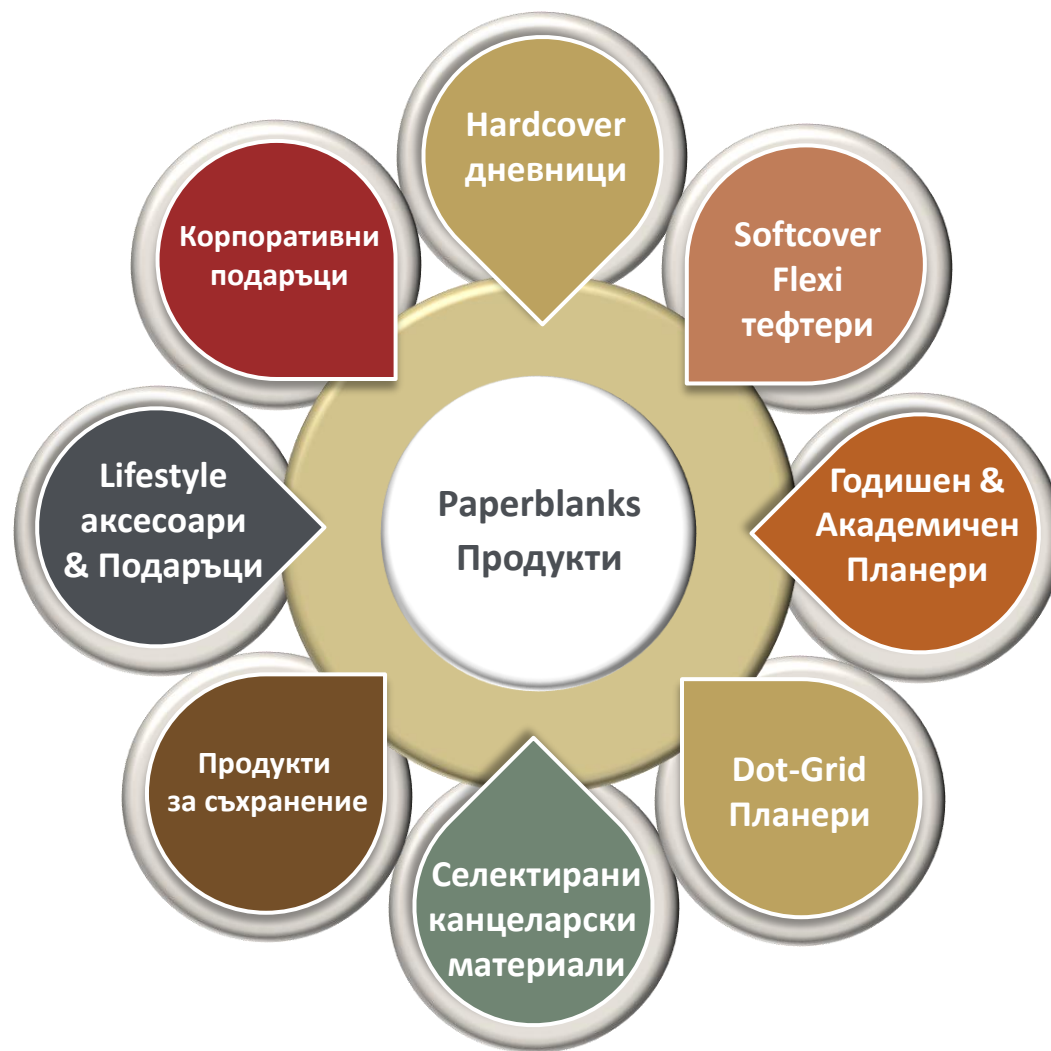 Paperblanks
Продукти
Hardcover
дневници
Softcover
Flexi
тефтери
Годишен &
Академичен
Планери
Dot-Grid
Планери
Селектирани
канцеларски
материали
Продукти
за съхранение
Lifestyle
аксесоари
& Подаръци
Корпоративни
подаръци